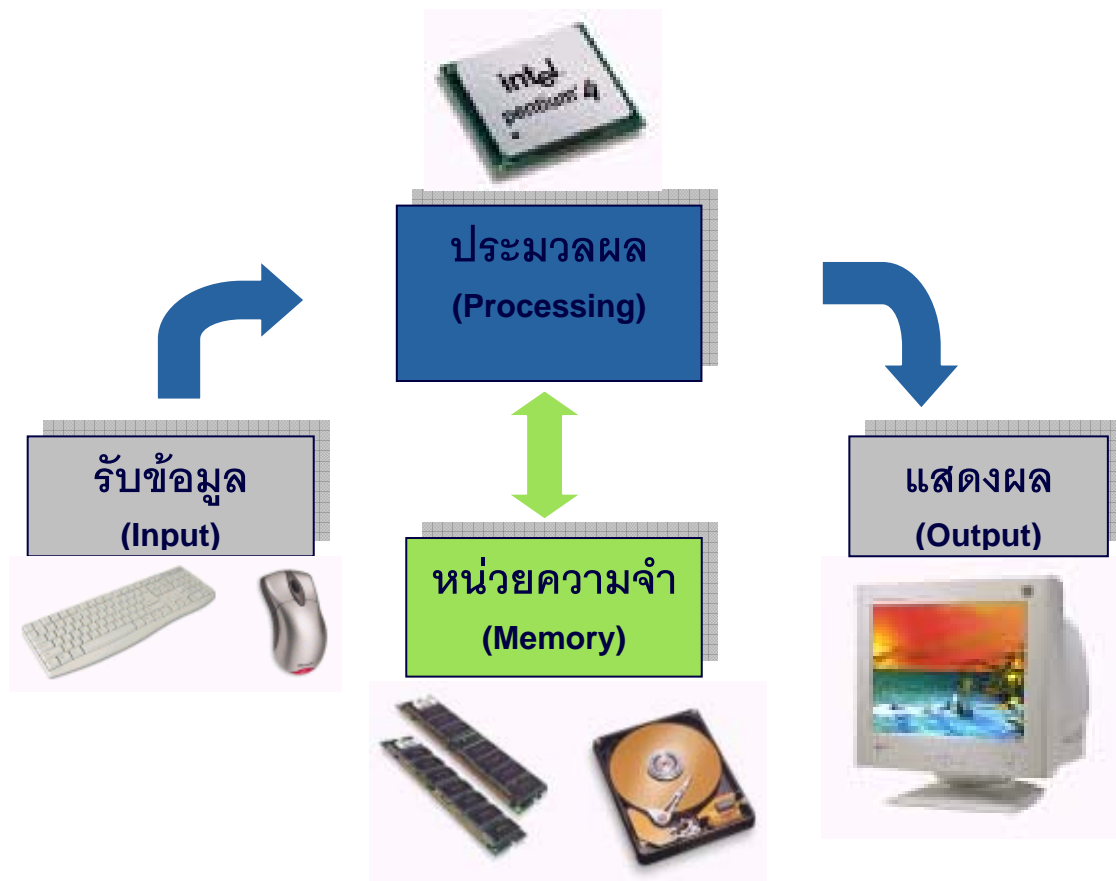 intel
pentium 4
ประมวลผล
(Processing)
รับข้อมูล
(Input)
แสดงผล
(Output)
หน่วยความจำ
(Memory)